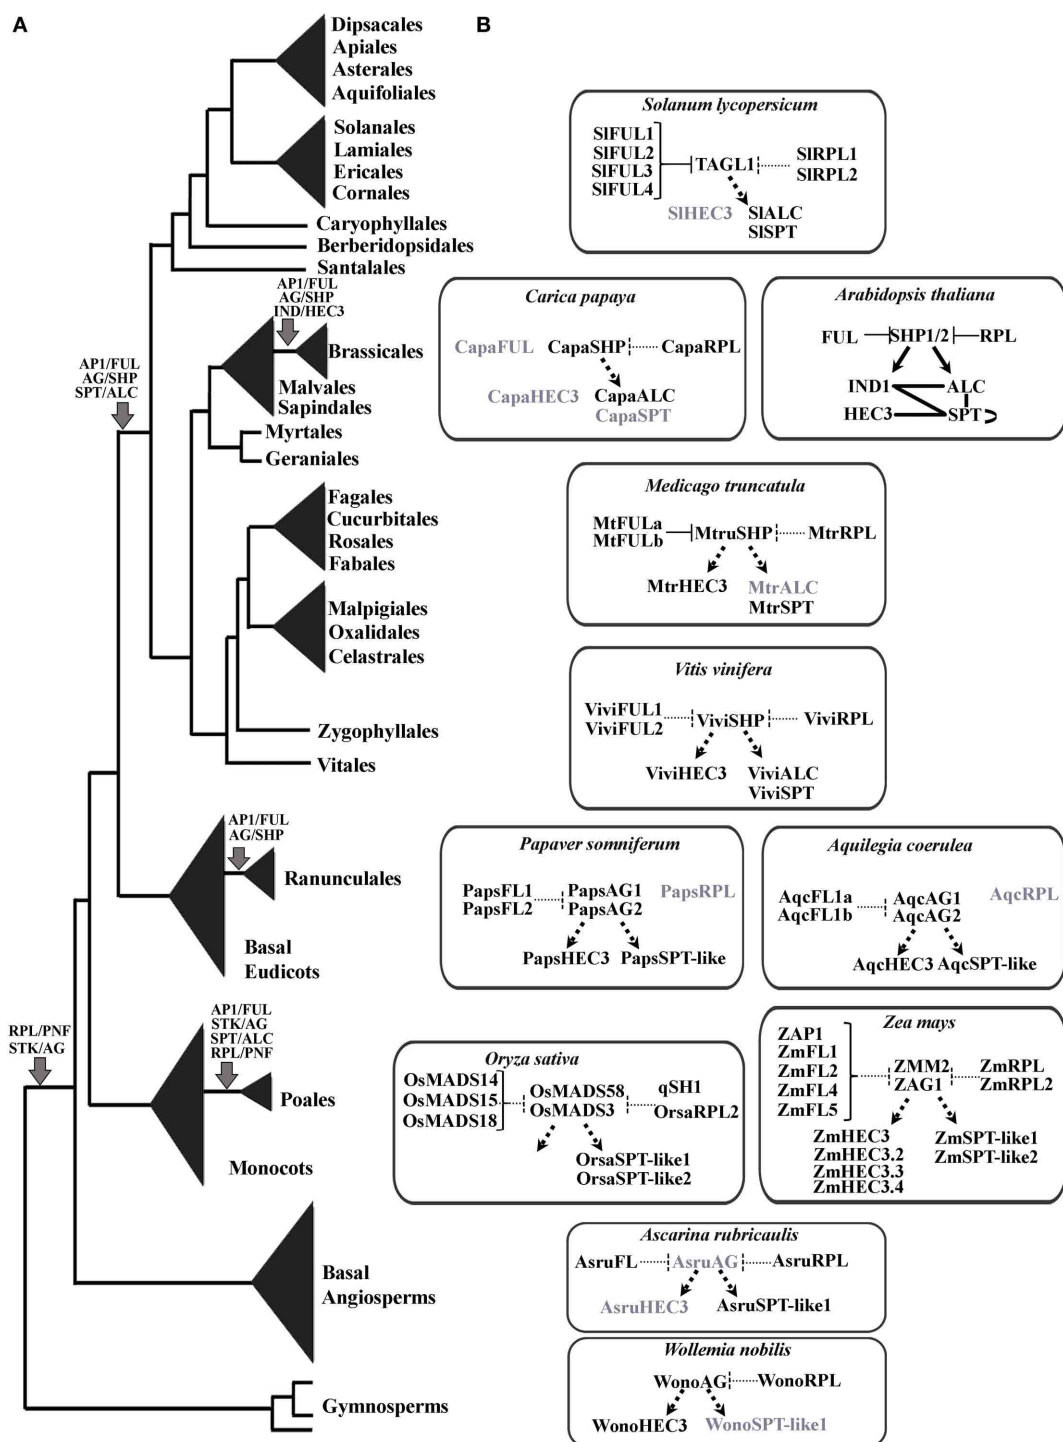 A
Dipsacales
Apiales
Asterales
Aquifoliales
Solanales
Lamiales
Ericales
Cornales
Caryophyllales
Berberidopsidales
Santalales
AP1/FUL
AG/SHP
IND/HEC3
Brassicales
AP1/FUL
AG/SHP
SPT/ALC
Malvales
Sapindales
Myrtales
Geraniales
Fagales
Cucurbitales
Rosales
Fabales
Malpigiales
Oxalidales
Celastrales
Zygophyllales
Vitales
AP1/FUL
AG/SHP
Ranunculales
Basal
Eudicots
RPL/PNF
STK/AG
AP1/FUL
STK/AG
SPT/ALC
RPL/PNF
Poales
Monocots
Basal
Angiosperms
Gymnosperms
B
Solanum lycopersicum
SlFUL1
SlFUL2
SlFUL3
SlFUL4
TAGL1
SlRPL1
SlRPL2
SlHEC3
SlALC
SlSPT
Carica papaya
CapaFUL
CapaSHP
CapaRPL
CapaHEC3
CapaALC
CapaSPT
Arabidopsis thaliana
FUL
SHP1/2
RPL
IND1
ALC
HEC3
SPT
Medicago truncatula
MtFULa
MtFULb
MtruSHP
MtrRPL
MtrHEC3
MtrALC
MtrSPT
Vitis vinifera
ViviFUL1
ViviFUL2
ViviSHP
ViviRPL
ViviHEC3
ViviALC
ViviSPT
Papaver somniferum
PapsFL1
PapsFL2
PapsAG1
PapsAG2
PapsRPL
PapsHEC3
PapsSPT-like
Aquilegia coerulea
AqcFL1a
AqcFL1b
AqcAG1
AqcAG2
AqcRPL
AqcHEC3
AqcSPT-like
Oryza sativa
OsMADS14
OsMADS15
OsMADS18
OsMADS58
OsMADS3
qSH1
OrsaRPL2
OrsaSPT-like1
OrsaSPT-like2
Zea mays
ZAP1
ZmFL1
ZmFL2
ZmFL4
ZmFL5
ZMM2
ZAG1
ZmRPL
ZmRPL2
ZmHEC3
ZmHEC3.2
ZmHEC3.3
ZmHEC3.4
ZmSPT-like1
ZmSPT-like2
Ascarina rubricaulis
AsruFL
AsruAG
AsruRPL
AsruHEC3
AsruSPT-like1
Wollemia nobilis
WonoAG
WonoRPL
WonoHEC3
WonoSPT-like1